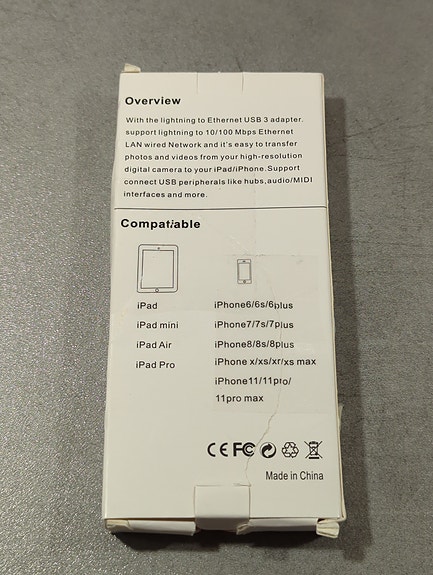 Overview
With the lightning to Ethernet USB 3 adapter.
support lightning to 10/100 Mbps Ethernet
LAN wired Network and it's easy to transfer
photos and videos from your high-resolution
digital camera to your iPad/iPhone.Support
connect USB peripherals like hubs,audio/MIDI
interfaces and more.
Compatiable
iPad
iPad mini
iPad Air
iPad Pro
iPhone6/6s/6plus
iPhone7/7s/7plus
iPhone8/8s/8plus
iPhone x/xs/xr/xs max
iPhone11/11pro/
11pro max
CE FC
Made in China